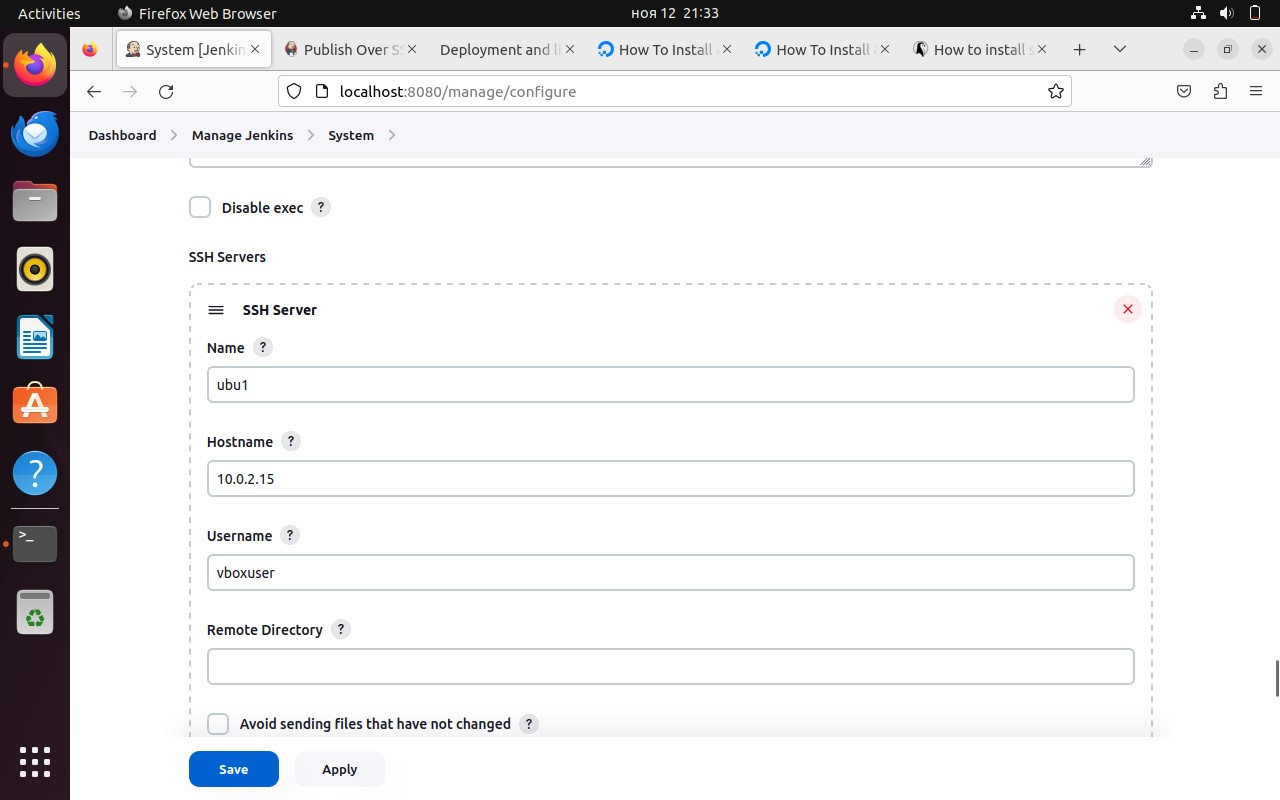 Activities Firefox Web Browser ноя 12 21:33
System [Jenkin Publish Over S Deployment and li How To Install How To Install How to install s
localhost:8080/manage/configure
Dashboard Manage Jenkins System
Disable exec ?
SSH Servers
SSH Server
Name ?
ubu1
Hostname ?
10.0.2.15
Username ?
vboxuser
Remote Directory ?
Avoid sending files that have not changed ?
Save Apply